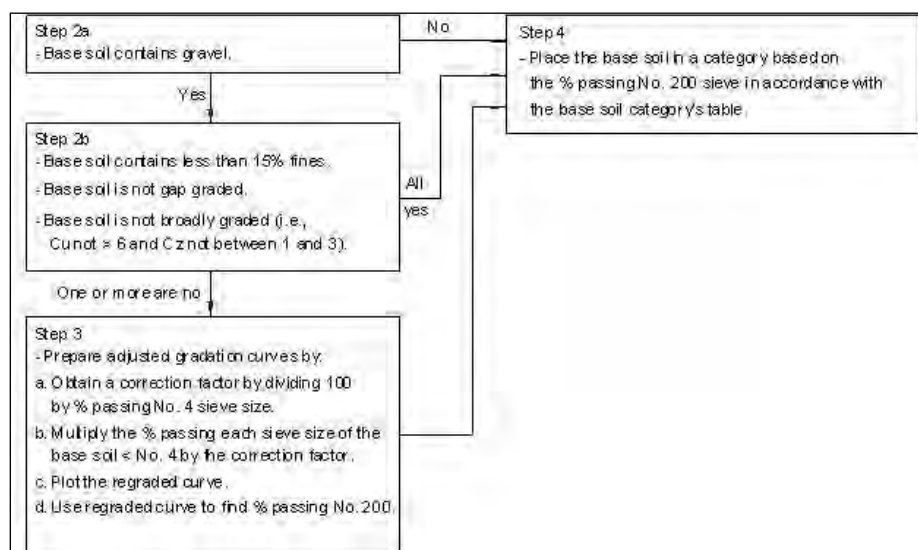 Step 2a
- Base soil contains gravel.
No
Step 4
- Place the base soil in a category based on
the % passing No. 200 sieve in accordance with
the base soil category's table.
Yes
Step 2b
- Base soil contains less than 15% fines.
- Base soil is not gap graded.
- Base soil is not broadly graded (i.e.,
Cu not = 6 and Cz not between 1 and 3).
All
yes
One or more are no
Step 3
- Prepare adjusted gradation curves by:
a. Obtain a correction factor by dividing 100
by % passing No. 4 sieve size.
b. Multiply the % passing each sieve size of the
base soil < No. 4 by the correction factor.
c. Plot the regraded curve.
d. Use regraded curve to find % passing No. 200.